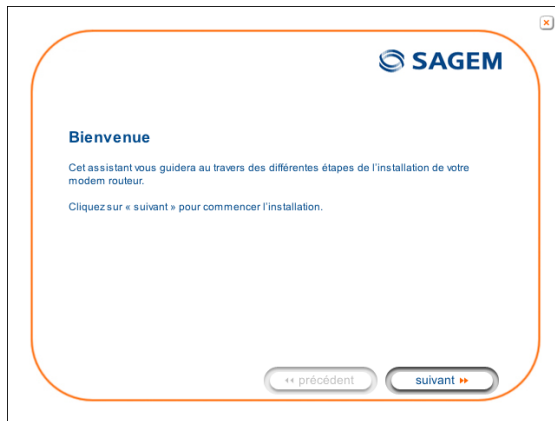 SAGEM
Bienvenue
Cet assistant vous guidera au travers des différentes étapes de l'installation de votre
modem routeur.
Cliquez sur « suivant » pour commencer l'installation.
précédent
suivant